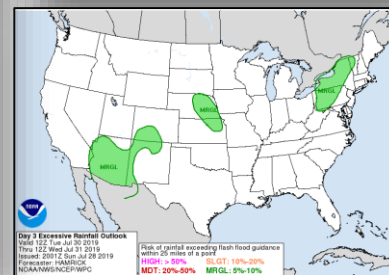 MRGL
MRGL
MRGL
NOAA
Day 3 Excessive Rainfall Outlook
Valid 12Z Tue Jul 30 2019
Thru 12Z Wed Jul 31 2019
Issued: 2001Z Sun Jul 28 2019
Forecaster: HAMRICK
NOAA/NWS/NCEP/WPC
Risk of rainfall exceeding flash flood guidance
within 25 miles of a point
HIGH: > 50% SLGT: 10%-20%
MDT: 20%-50% MRGL: 5%-10%